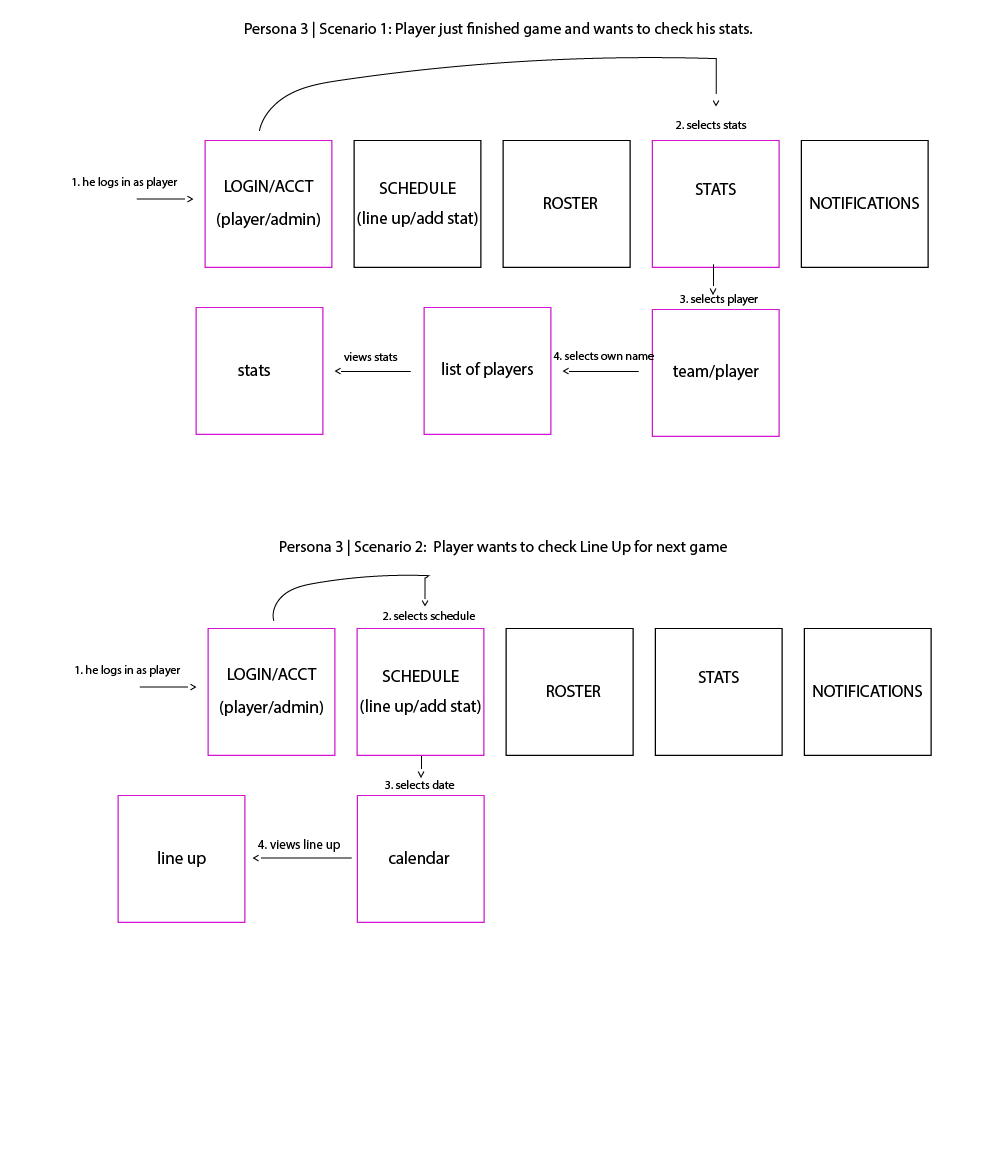 Persona 3 | Scenario 1: Player just finished game and wants to check his stats.
2. selects stats
1. he logs in as player
LOGIN/ACCT
(player/admin)
SCHEDULE
(line up/add stat)
ROSTER
STATS
NOTIFICATIONS
3. selects player
stats
views stats
list of players
4. selects own name
team/player
Persona 3 | Scenario 2:  Player wants to check Line Up for next game
2. selects schedule
1. he logs in as player
LOGIN/ACCT
(player/admin)
SCHEDULE
(line up/add stat)
ROSTER
STATS
NOTIFICATIONS
3. selects date
line up
4. views line up
calendar